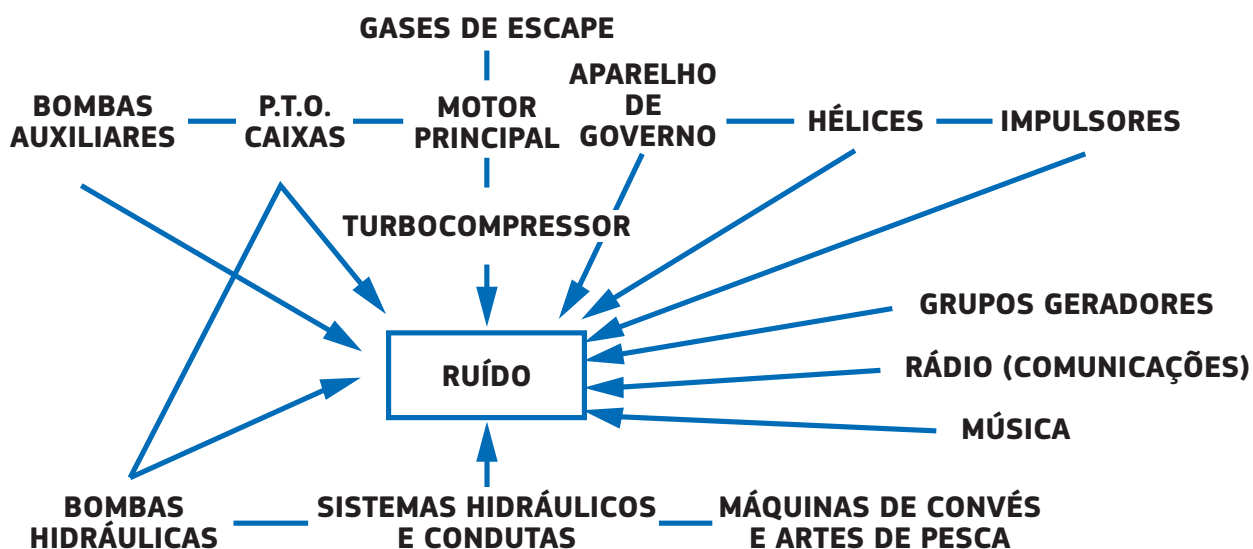 GASES DE ESCAPE
BOMBAS
AUXILIARES
P.T.O.
CAIXAS
MOTOR
PRINCIPAL
APARELHO
DE
GOVERNO
HÉLICES
IMPULSORES
TURBOCOMPRESSOR
GRUPOS GERADORES
RUÍDO
RÁDIO (COMUNICAÇÕES)
MÚSICA
BOMBAS
HIDRÁULICAS
SISTEMAS HIDRÁULICOS
E CONDUTAS
MÁQUINAS DE CONVÉS
E ARTES DE PESCA